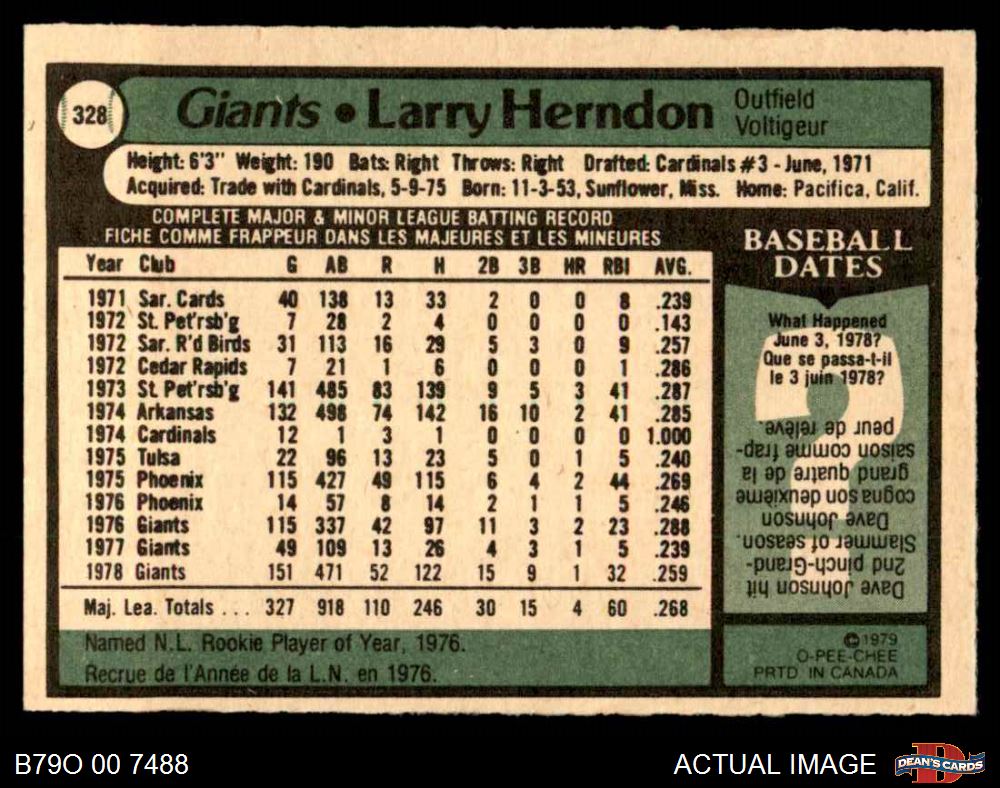 328
Giants • Larry Herndon
Outfield
Voltigeur
Height: 6'3" Weight: 190 Bats: Right Throws: Right Drafted: Cardinals #3 - June, 1971
Acquired: Trade with Cardinals, 5-9-75 Born: 11-3-53, Sunflower, Miss. Home: Pacifica, Calif.
COMPLETE MAJOR & MINOR LEAGUE BATTING RECORD
FICHE COMME FRAPPEUR DANS LES MAJEURES ET LES MINEURES
Year Club G AB R H 2B 3B HR RBI AVG.
1971 Sar. Cards 40 138 13 33 2 0 0 8 .239
1972 St. Pet'rsb'g 7 28 2 4 0 0 0 0 .143
1972 Sar. R'd Birds 31 113 16 29 5 3 0 9 .257
1972 Cedar Rapids 7 21 1 6 0 0 0 1 .286
1973 St. Pet'rsb'g 141 485 83 139 9 5 3 41 .287
1974 Arkansas 132 498 74 142 16 10 2 41 .285
1974 Cardinals 12 1 3 1 0 0 0 0 1.000
1975 Tulsa 22 96 13 23 5 0 1 5 .240
1975 Phoenix 115 427 49 115 6 4 2 44 .269
1976 Phoenix 14 57 8 14 2 1 1 5 .246
1976 Giants 115 337 42 97 11 3 2 23 .288
1977 Giants 49 109 13 26 4 3 1 5 .239
1978 Giants 151 471 52 122 15 9 1 32 .259
Maj. Lea. Totals ... 327 918 110 246 30 15 4 60 .268
Named N.L. Rookie Player of Year, 1976.
Recrue de l'Année de la L.N. en 1976.
BASEBALL
DATES
What Happened
June 3, 1978?
Que se passa-t-il
le 3 juin 1978?
Dave Johnson hit
2nd pinch-Grand-
Slammer of season.
Dave Johnson
cogna son deuxième
grand quatre de la
saison comme frap-
peur de relève.
©1979
O-PEE-CHEE
PRTD IN CANADA
B79O 00 7488
ACTUAL IMAGE
DEAN'S CARDS